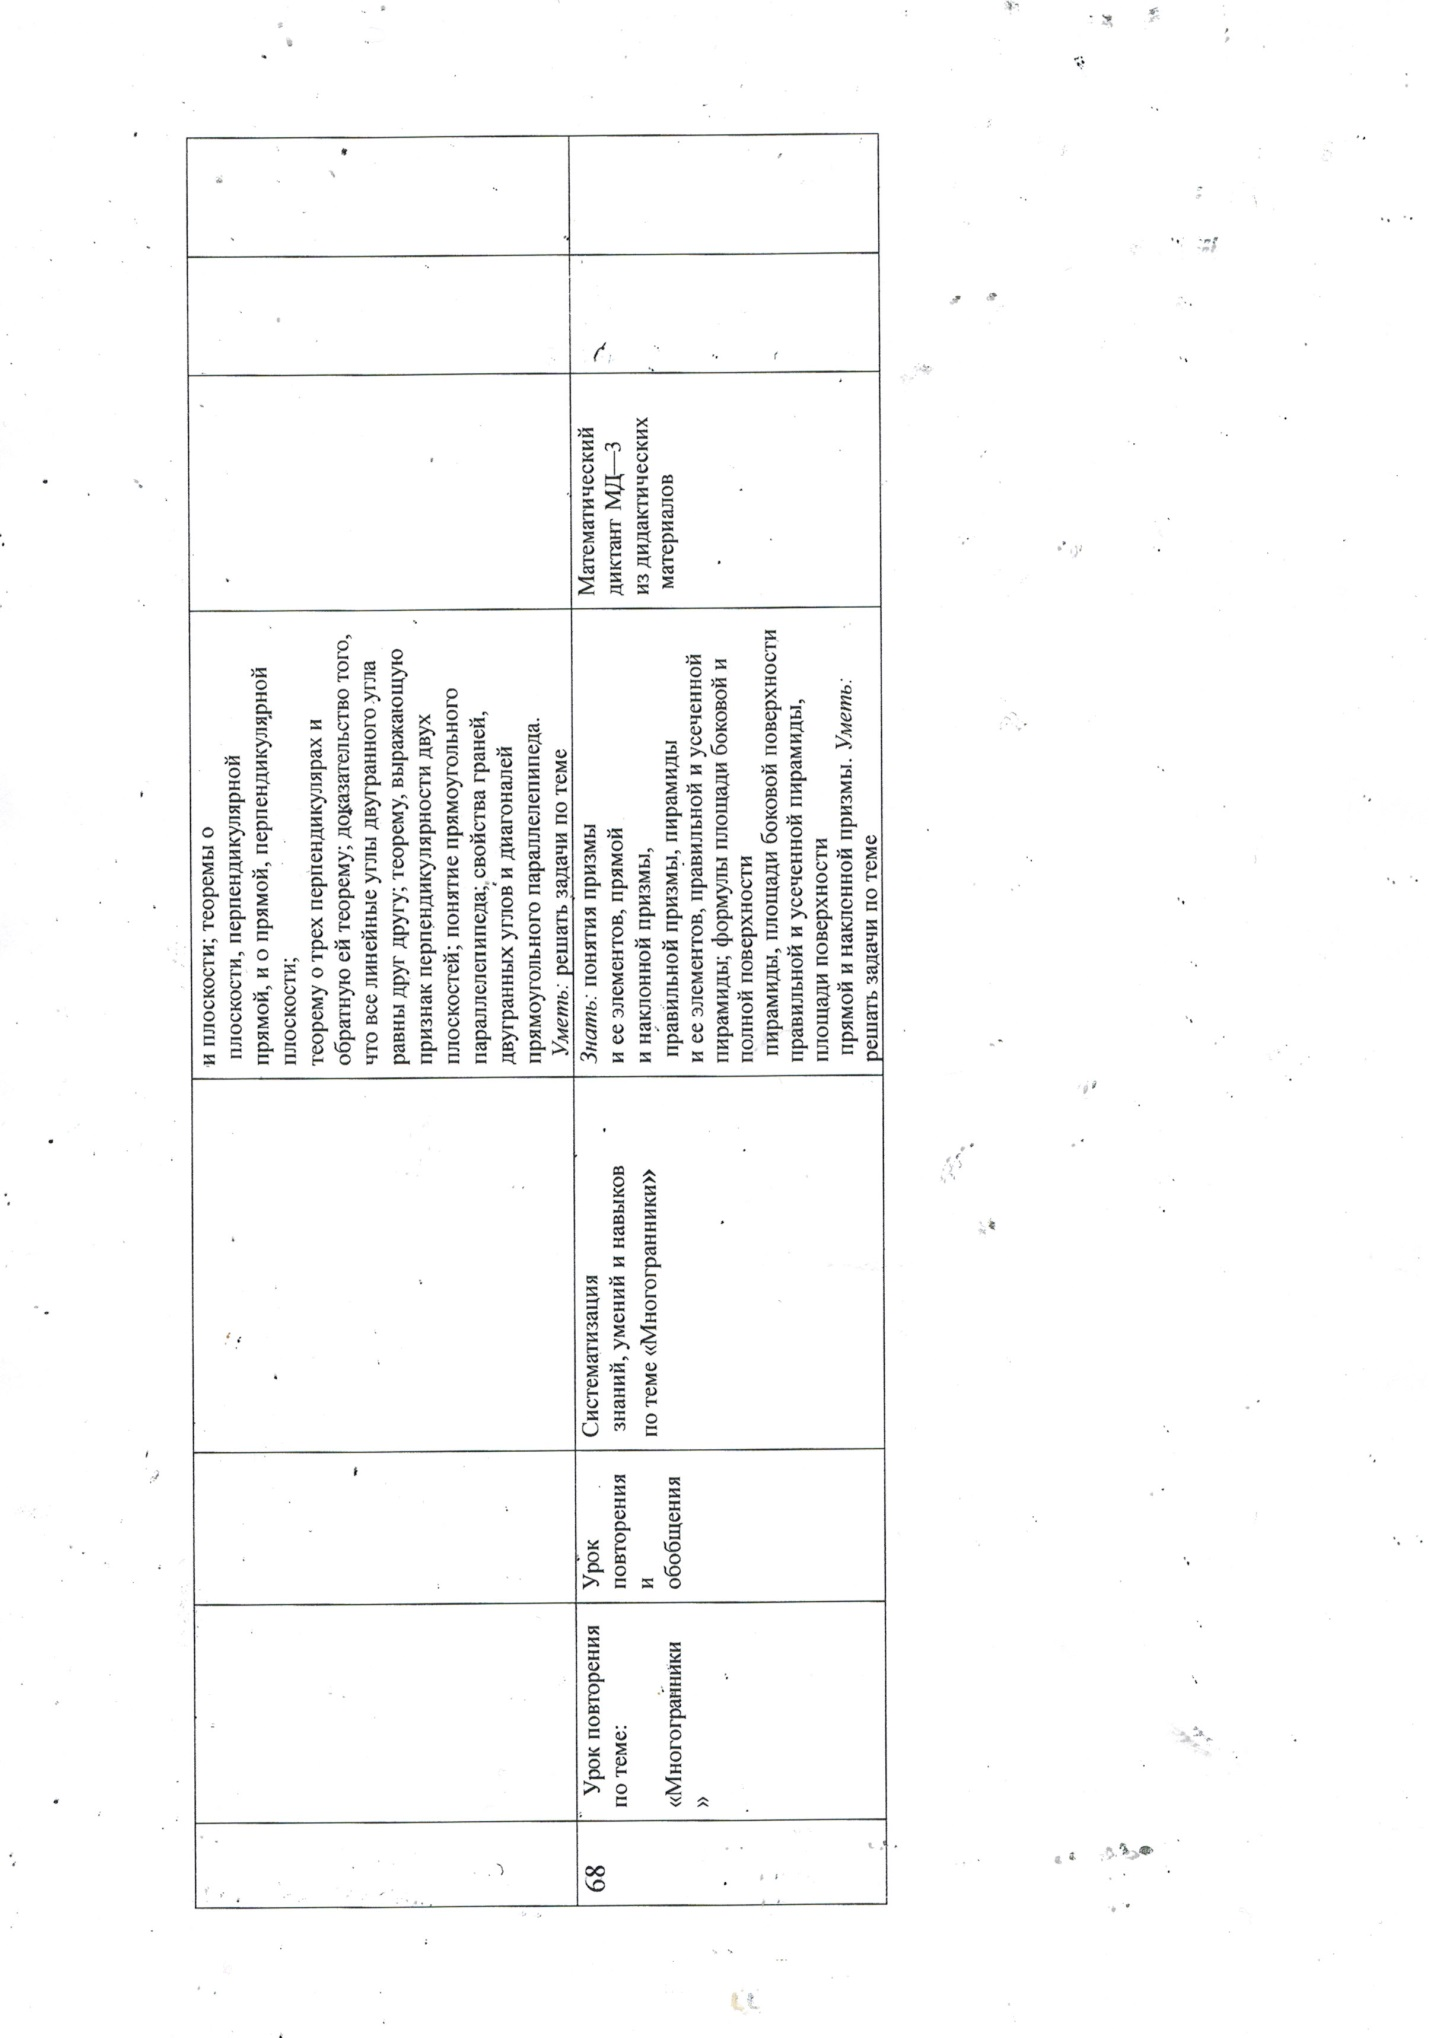 и плоскости; теоремы о
плоскости, перпендикулярной
прямой, и о прямой, перпендикулярной
плоскости;
теорему о трех перпендикулярах и
обратную ей теорему; доказательство того,
что все линейные углы двугранного угла
равны друг другу; теорему, выражающую
признак перпендикулярности двух
плоскостей; понятие прямоугольного
параллелепипеда; свойства граней,
двугранных углов и диагоналей
прямоугольного параллелепипеда.
Уметь: решать задачи по теме
68
Урок повторения
по теме:
«Многогранники
»
Урок
повторения
и
обобщения
Систематизация
знаний, умений и навыков
по теме «Многогранники»
Знать: понятия призмы
и ее элементов, прямой
и наклонной призмы,
правильной призмы, пирамиды
и ее элементов, правильной и усеченной
пирамиды; формулы площади боковой и
полной поверхности
пирамиды, площади боковой поверхности
правильной и усеченной пирамиды,
площади поверхности
прямой и наклонной призмы. Уметь:
решать задачи по теме
Математический
диктант МД—3
из дидактических
материалов